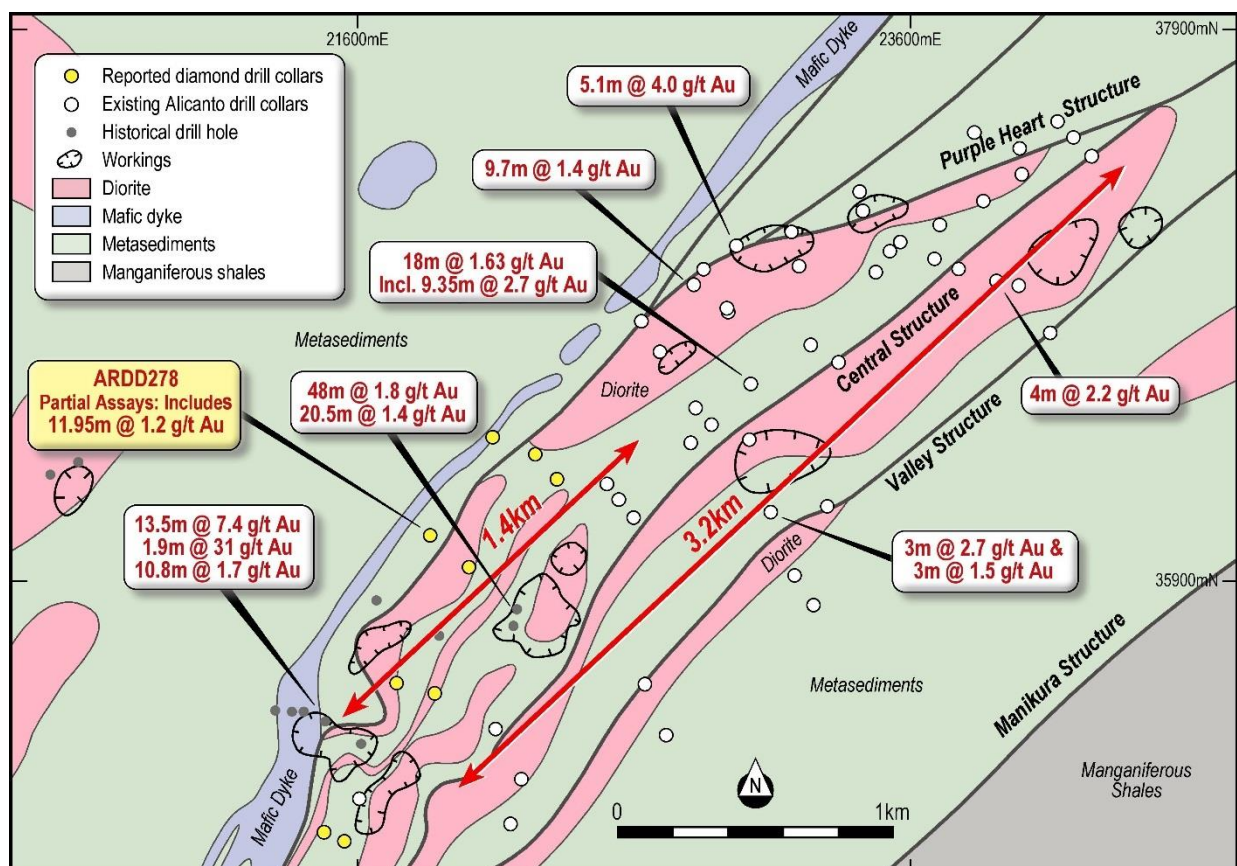 21600mE
23600mE
37900mN
Reported diamond drill collars
Existing Alicanto drill collars
Historical drill hole
Workings
Diorite
Mafic dyke
Metasediments
Manganiferous shales
Mafic Dyke
5.1m @ 4.0 g/t Au
Purple Heart Structure
9.7m @ 1.4 g/t Au
18m @ 1.63 g/t Au
Incl. 9.35m @ 2.7 g/t Au
Metasediments
Central Structure
ARDD278
Partial Assays: Includes
11.95m @ 1.2 g/t Au
48m @ 1.8 g/t Au
20.5m @ 1.4 g/t Au
Diorite
4m @ 2.2 g/t Au
Valley Structure
1.4km
3.2km
13.5m @ 7.4 g/t Au
1.9m @ 31 g/t Au
10.8m @ 1.7 g/t Au
Diorite
3m @ 2.7 g/t Au &
3m @ 1.5 g/t Au
35900mN
Manikura Structure
Metasediments
Mafic Dyke
N
0
1km
Manganiferous
Shales